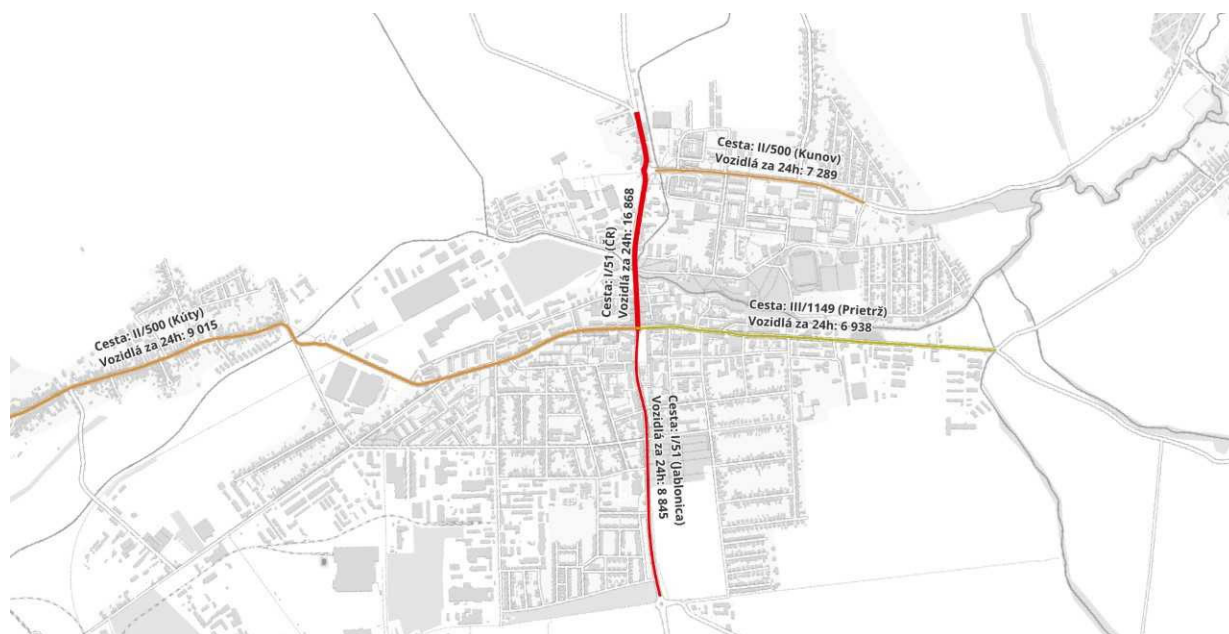 Cesta: II/500 (Kunov)
Vozidlá za 24h: 7 289
Cesta: I/51 (ČR)
Vozidlá za 24h: 16 868
Cesta: II/500 (Kúty)
Vozidlá za 24h: 9 015
Cesta: III/1149 (Prietrž)
Vozidlá za 24h: 6 938
Cesta: I/51 (Jablonica)
Vozidlá za 24h: 8 845